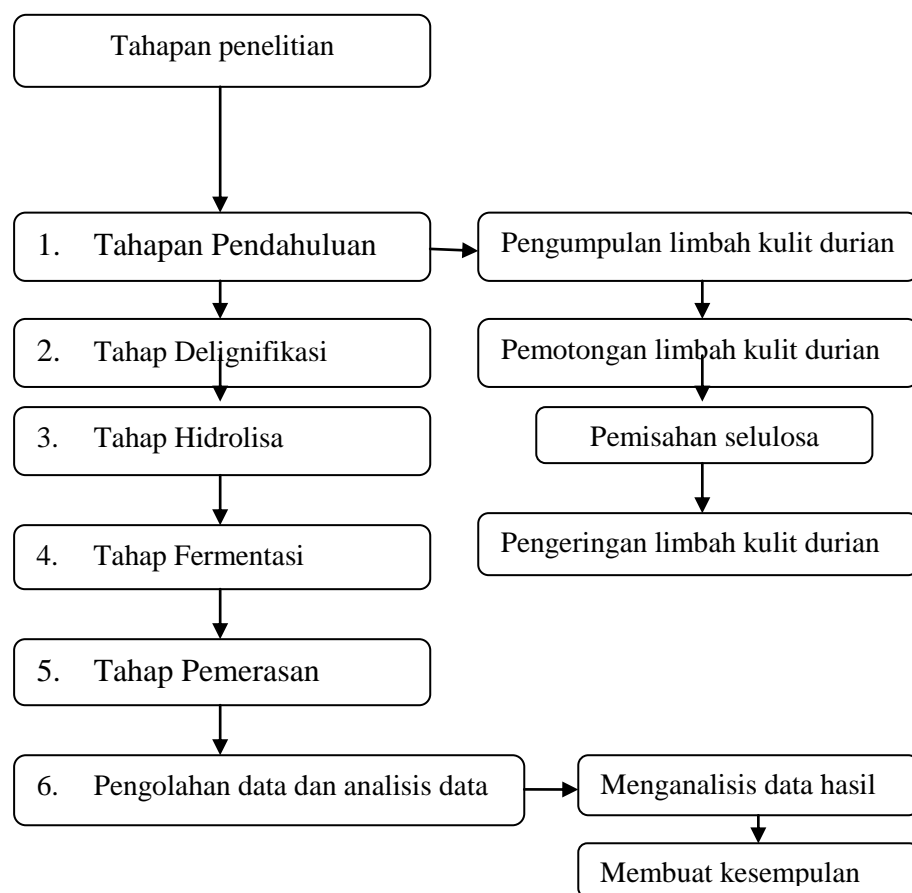 Tahapan penelitian
1. Tahapan Pendahuluan
Pengumpulan limbah kulit durian
2. Tahap Delignifikasi
Pemotongan limbah kulit durian
3. Tahap Hidrolisa
Pemisahan selulosa
4. Tahap Fermentasi
Pengeringan limbah kulit durian
5. Tahap Pemerasan
6. Pengolahan data dan analisis data
Menganalisis data hasil
Membuat kesempulan